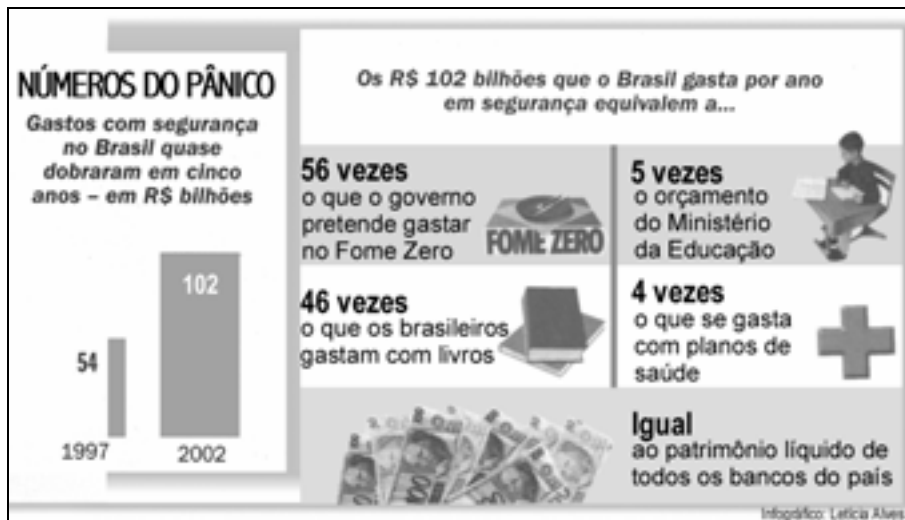 NÚMEROS DO PÂNICO
Gastos com segurança
no Brasil quase
dobraram em cinco
anos – em R$ bilhões
54
102
1997
2002
Os R$ 102 bilhões que o Brasil gasta por ano
em segurança equivalem a...
56 vezes
o que o governo
pretende gastar
no Fome Zero
FOME ZERO
5 vezes
o orçamento
do Ministério
da Educação
46 vezes
o que os brasileiros
gastam com livros
4 vezes
o que se gasta
com planos de
saúde
Igual
ao patrimônio líquido de
todos os bancos do país
Infográfico: Letícia Alves